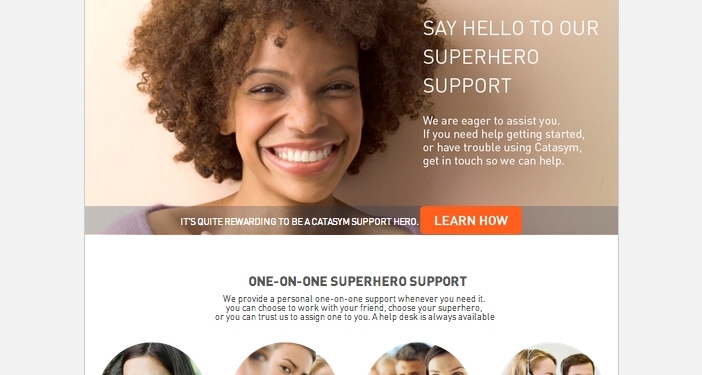 SAY HELLO TO OUR
SUPERHERO
SUPPORT
We are eager to assist you.
If you need help getting started,
or have trouble using Catasym,
get in touch so we can help.
IT'S QUITE REWARDING TO BE A CATASYM SUPPORT HERO. LEARN HOW
ONE-ON-ONE SUPERHERO SUPPORT
We provide a personal one-on-one support whenever you need it.
you can choose to work with your friend, choose your superhero,
or you can trust us to assign one to you. A help desk is always available